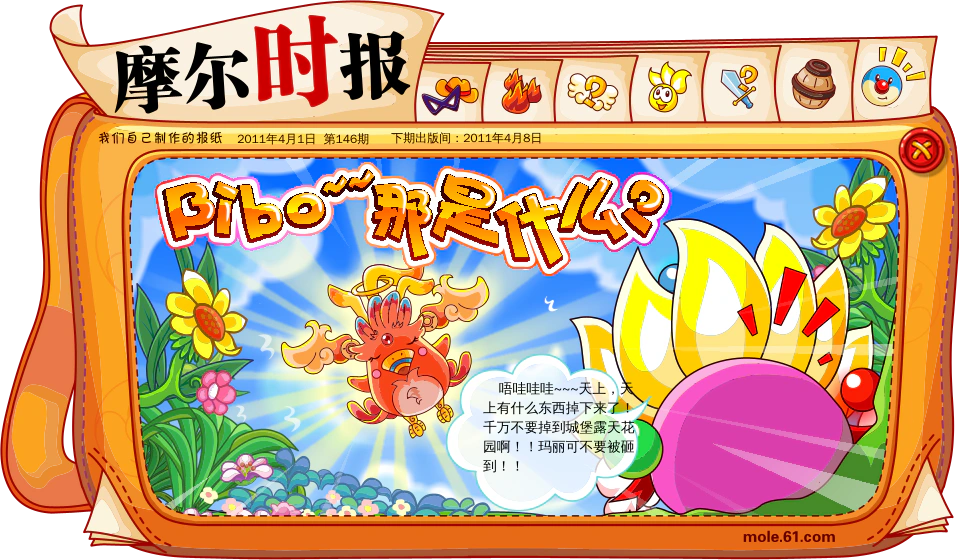 摩尔时报
我们自己制作的报纸 2011年4月1日 第146期 下期出版间：2011年4月8日
Bibo~~那是什么?
唔哇哇哇~~~天上，天
上有什么东西掉下来了！
千万不要掉到城堡露天花
园啊！！玛丽可不要被砸
到！！
mole.61.com